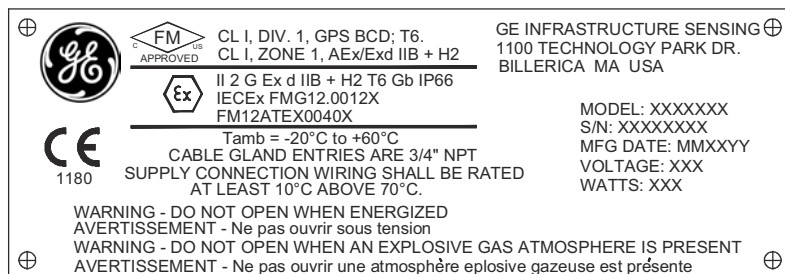 FM
C US
APPROVED
CL I, DIV. 1, GPS BCD; T6.
CL I, ZONE 1, AEx/Exd IIB + H2
GE INFRASTRUCTURE SENSING
1100 TECHNOLOGY PARK DR.
BILLERICA MA USA
GE
Ex
II 2 G Ex d IIB + H2 T6 Gb IP66
IECEx FMG12.0012X
FM12ATEX0040X
CE
1180
Tamb = -20°C to +60°C
CABLE GLAND ENTRIES ARE 3/4" NPT
SUPPLY CONNECTION WIRING SHALL BE RATED
AT LEAST 10°C ABOVE 70°C.
MODEL: XXXXXXX
S/N: XXXXXXXX
MFG DATE: MMXXYY
VOLTAGE: XXX
WATTS: XXX
WARNING - DO NOT OPEN WHEN ENERGIZED
AVERTISSEMENT - Ne pas ouvrir sous tension
WARNING - DO NOT OPEN WHEN AN EXPLOSIVE GAS ATMOSPHERE IS PRESENT
AVERTISSEMENT - Ne pas ouvrir une atmosphère eplosive gazeuse est présente